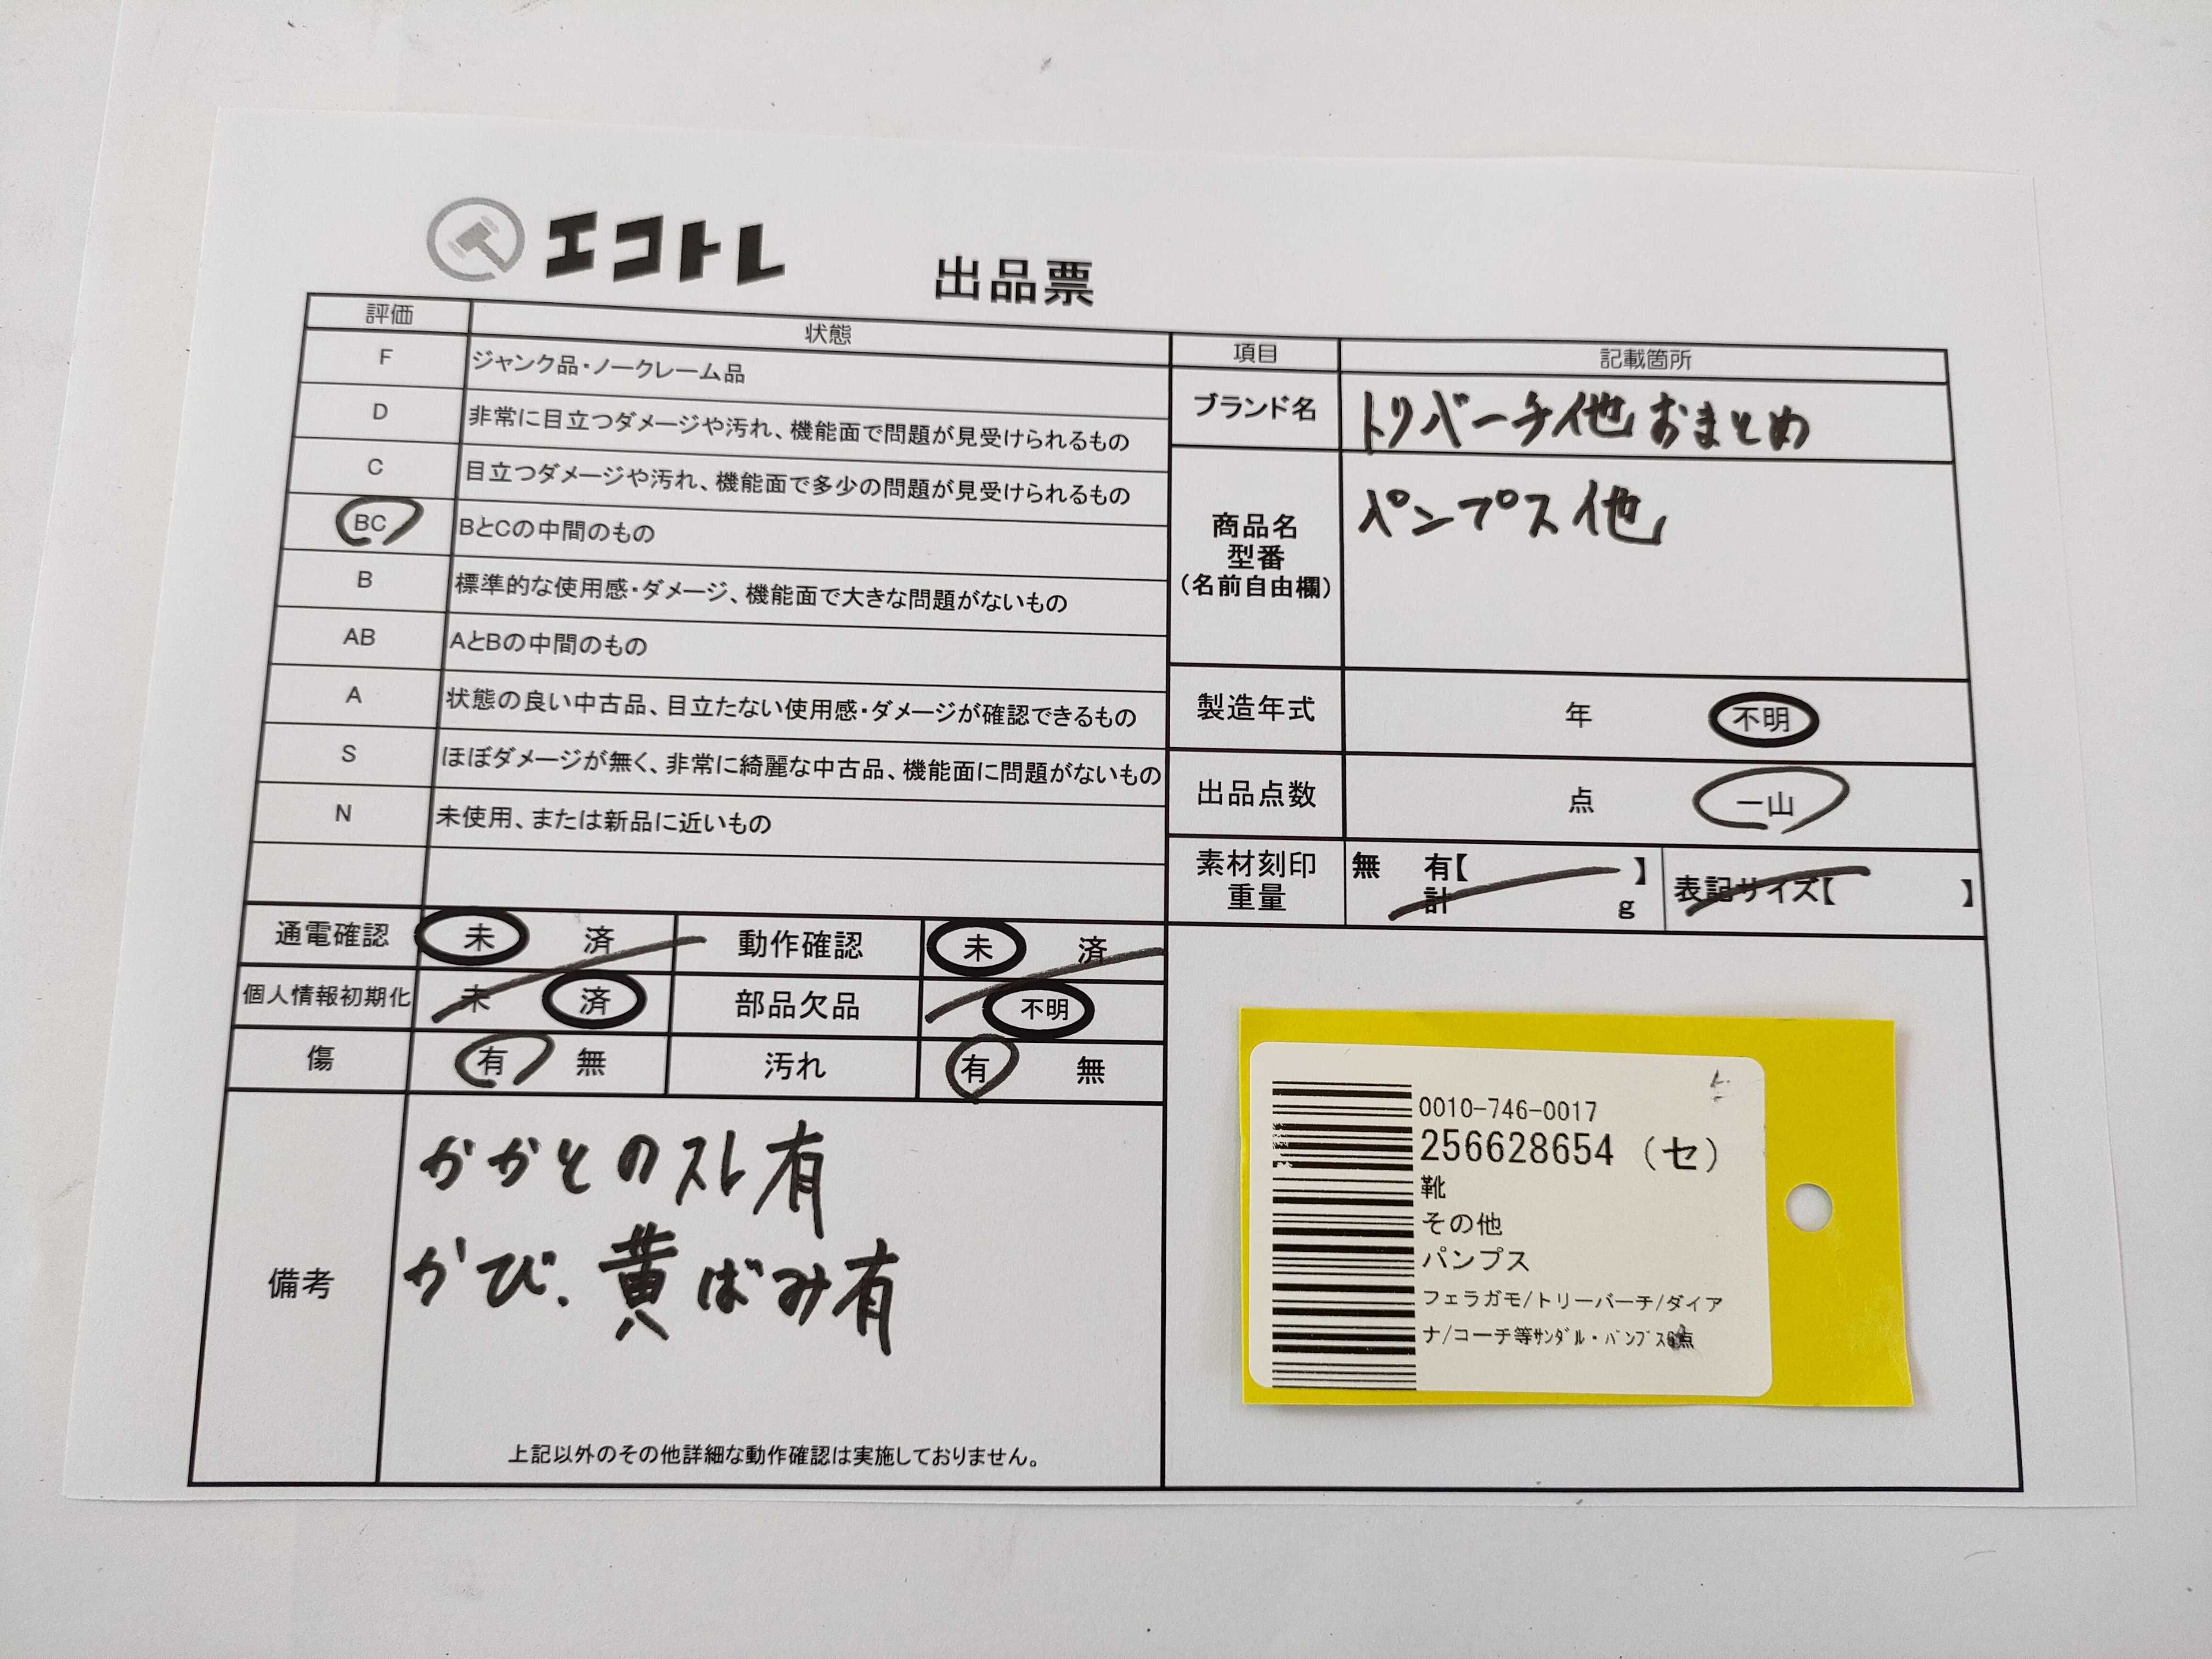 エコトレ
出品票
評価 状態
F ジャンク品・ノークレーム品
D 非常に目立つダメージや汚れ、機能面で問題が見受けられるもの
C 目立つダメージや汚れ、機能面で多少の問題が見受けられるもの
BC BとCの中間のもの
B 標準的な使用感・ダメージ、機能面で大きな問題がないもの
AB AとBの中間のもの
A 状態の良い中古品、目立たない使用感・ダメージが確認できるもの
S ほぼダメージが無く、非常に綺麗な中古品、機能面に問題がないもの
N 未使用、または新品に近いもの
通電確認 未 済 動作確認 未 済
個人情報初期化 未 済 部品欠品 不明
傷 有 無 汚れ 有 無
備考
かかとのスレ有
かび、黄ばみ有
上記以外のその他詳細な動作確認は実施しておりません。
項目 記載箇所
ブランド名 トリバーチ他おまとめ
商品名
型番
(名前自由欄)
パンプス他
製造年式 年 不明
出品点数 点 一山
素材刻印
重量
無 有【 】
計 g
表記サイズ【 】
0010-746-0017
256628654 (セ)
靴
その他
パンプス
フェラガモ/トリーバーチ/ダイア
ナ/コーチ等ｻﾝﾀﾞﾙ・ﾊﾟﾝﾌﾟｽ6点